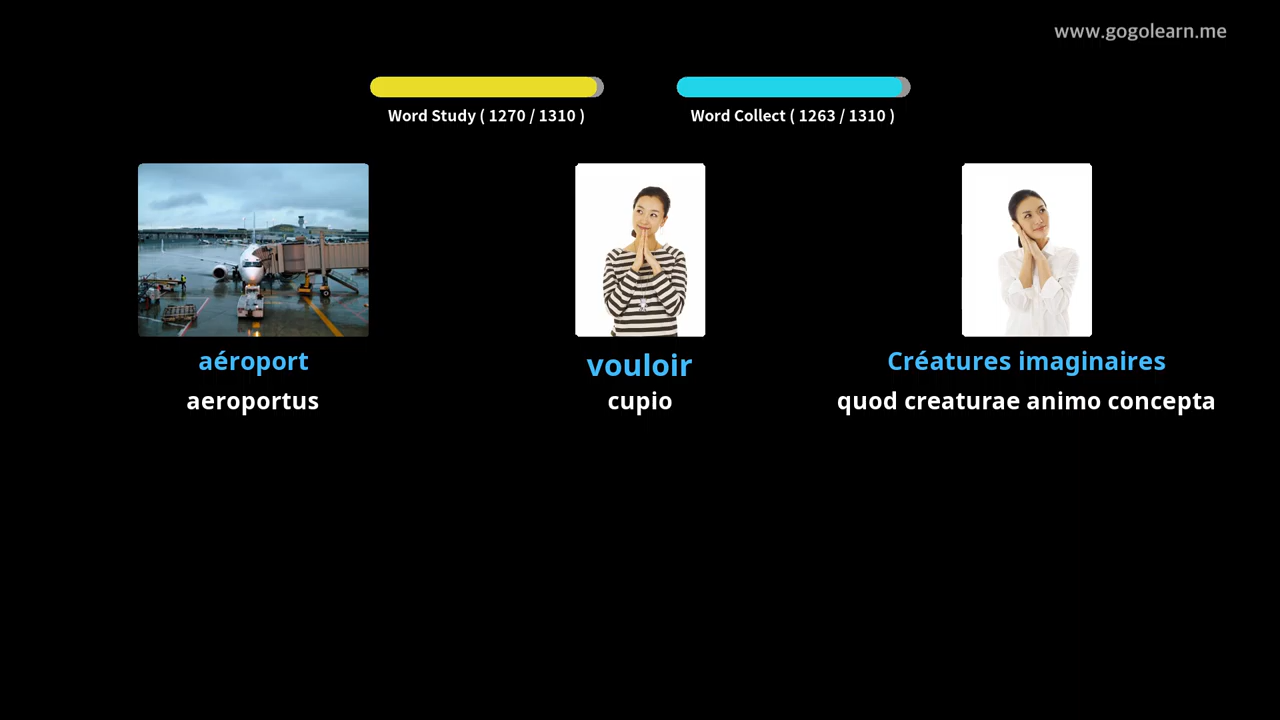 www.gogolearn.me
Word Study ( 1270 / 1310 )
Word Collect ( 1263 / 1310 )
aéroport
vouloir
Créatures imaginaires
aeroportus
cupio
quod creaturae animo concepta